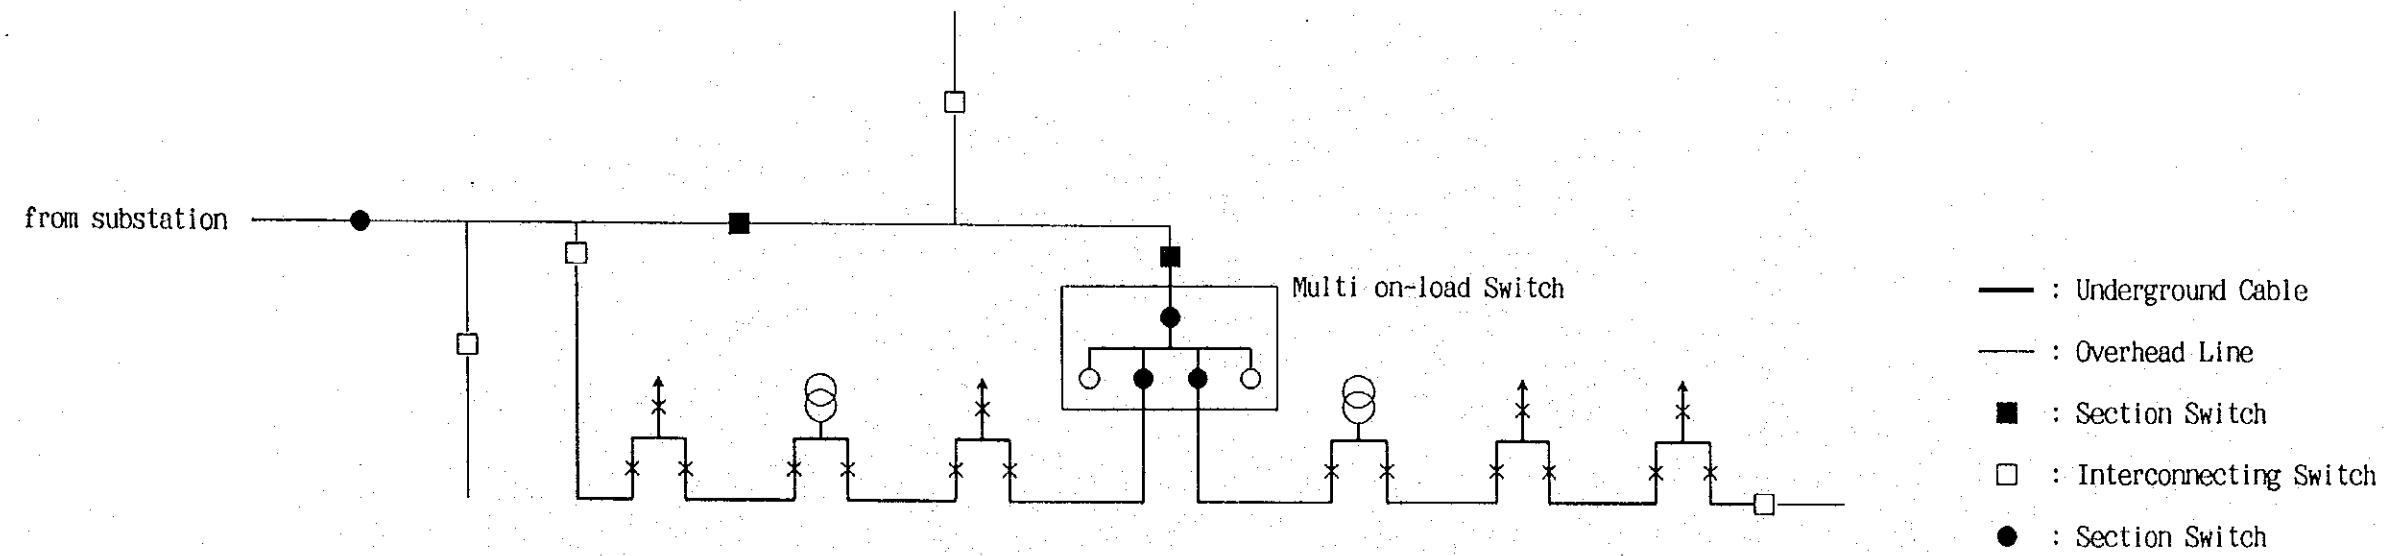 from substation
Multi on-load Switch
: Underground Cable
: Overhead Line
: Section Switch
: Interconnecting Switch
: Section Switch